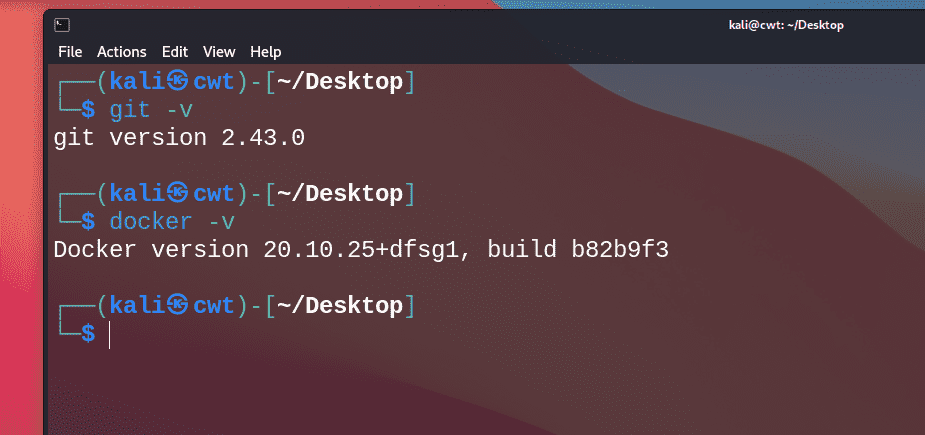 kali@cwt: ~/Desktop
File Actions Edit View Help
┌──(kali㉿cwt)-[~/Desktop]
└─$ git -v
git version 2.43.0
┌──(kali㉿cwt)-[~/Desktop]
└─$ docker -v
Docker version 20.10.25+dfsg1, build b82b9f3
┌──(kali㉿cwt)-[~/Desktop]
└─$